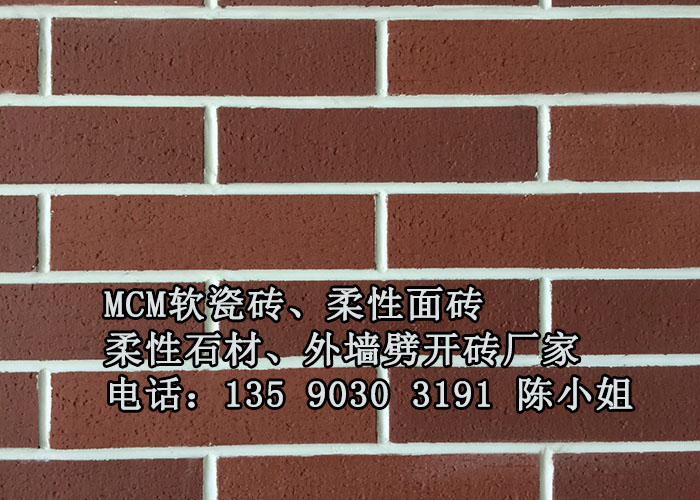 MCM软瓷砖、柔性面砖
柔性石材、外墙劈开砖厂家
电话：135 9030 3191 陈小姐